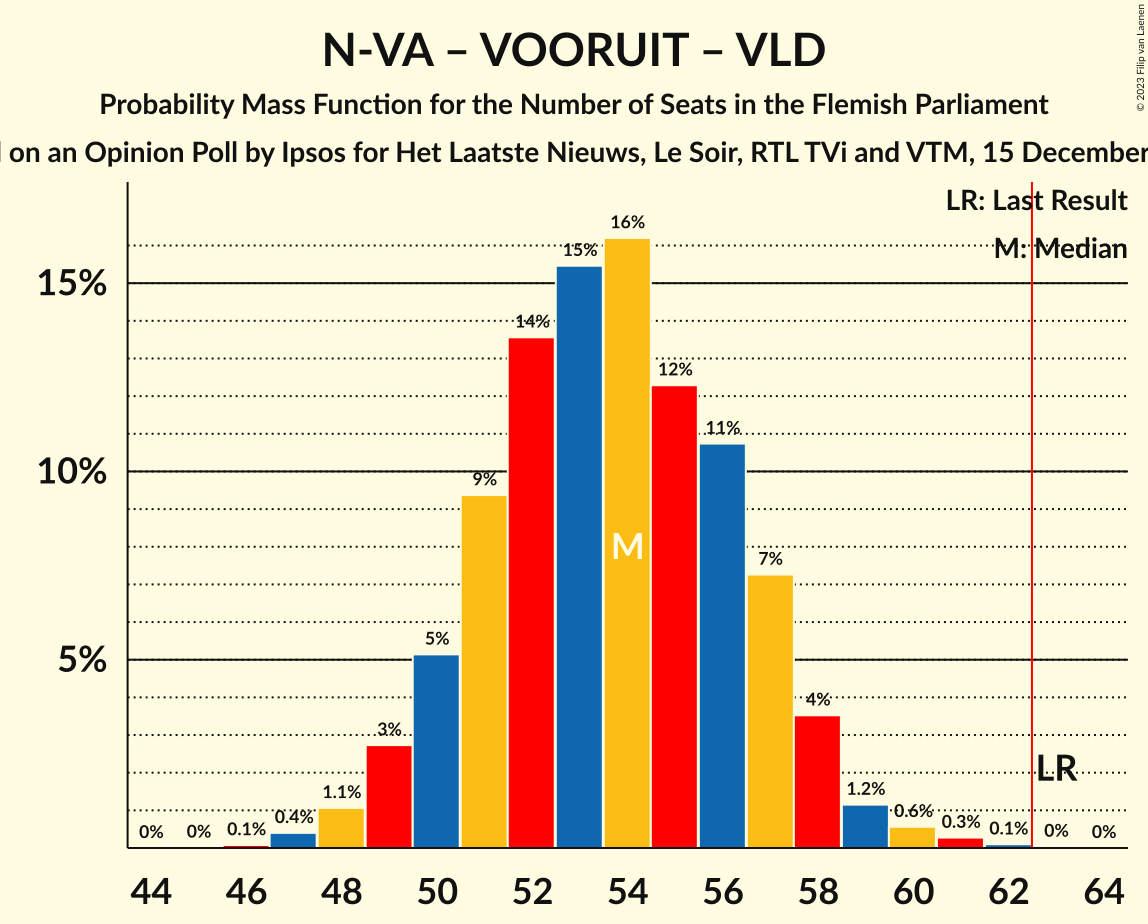 N-VA – VOORUIT – VLD
Probability Mass Function for the Number of Seats in the Flemish Parliament
on an Opinion Poll by Ipsos for Het Laatste Nieuws, Le Soir, RTL TVi and VTM, 15 December
© 2023 Filip van Laenen
LR: Last Result
M: Median
15%
10%
5%
0% 0% 0.1% 0.4% 1.1% 3% 5% 9% 14% 15% 16% 12% 11% 7% 4% 1.2% 0.6% 0.3% 0.1% 0% 0%
M
LR
44 46 48 50 52 54 56 58 60 62 64